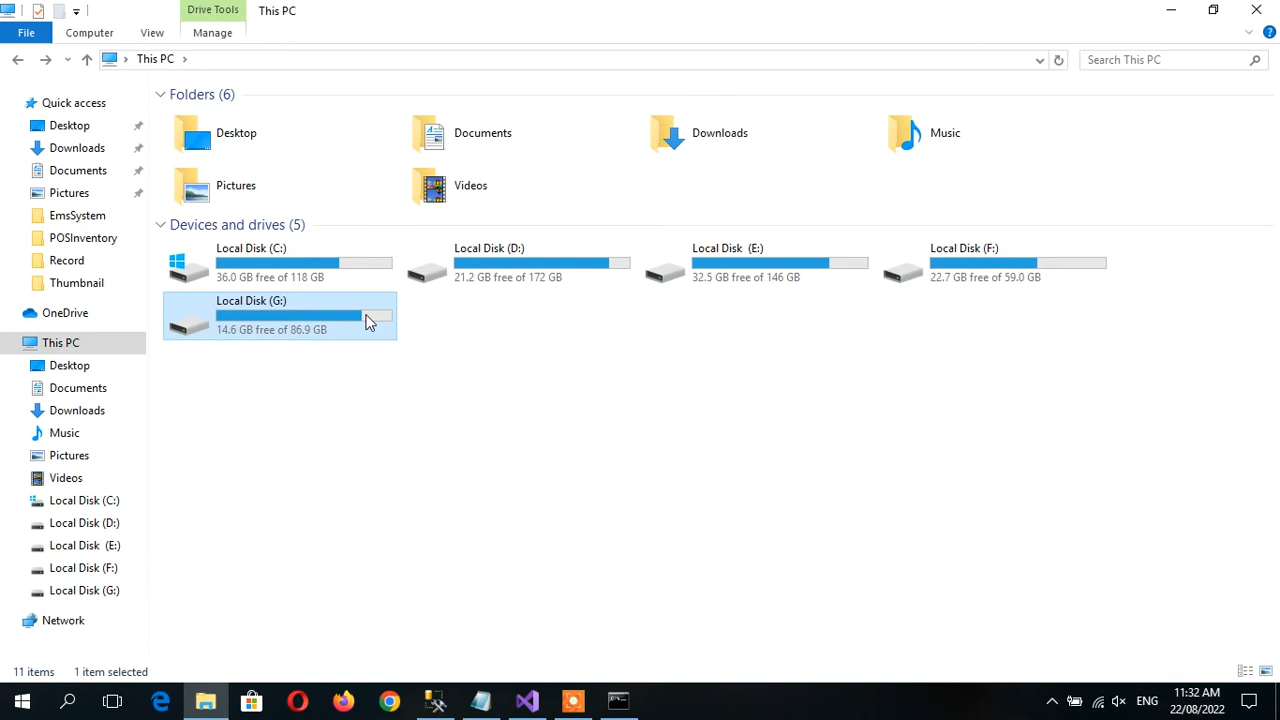 Drive Tools
This PC
File
Computer
View
Manage
This PC
Search This PC
Quick access
Desktop
Downloads
Documents
Pictures
EmsSystem
POSInventory
Record
Thumbnail
OneDrive
This PC
Desktop
Documents
Downloads
Music
Pictures
Videos
Local Disk (C:)
Local Disk (D:)
Local Disk (E:)
Local Disk (F:)
Local Disk (G:)
Network
Folders (6)
Desktop
Documents
Downloads
Music
Pictures
Videos
Devices and drives (5)
Local Disk (C:)
36.0 GB free of 118 GB
Local Disk (D:)
21.2 GB free of 172 GB
Local Disk (E:)
32.5 GB free of 146 GB
Local Disk (F:)
22.7 GB free of 59.0 GB
Local Disk (G:)
14.6 GB free of 86.9 GB
11 items
1 item selected
ENG
11:32 AM
22/08/2022